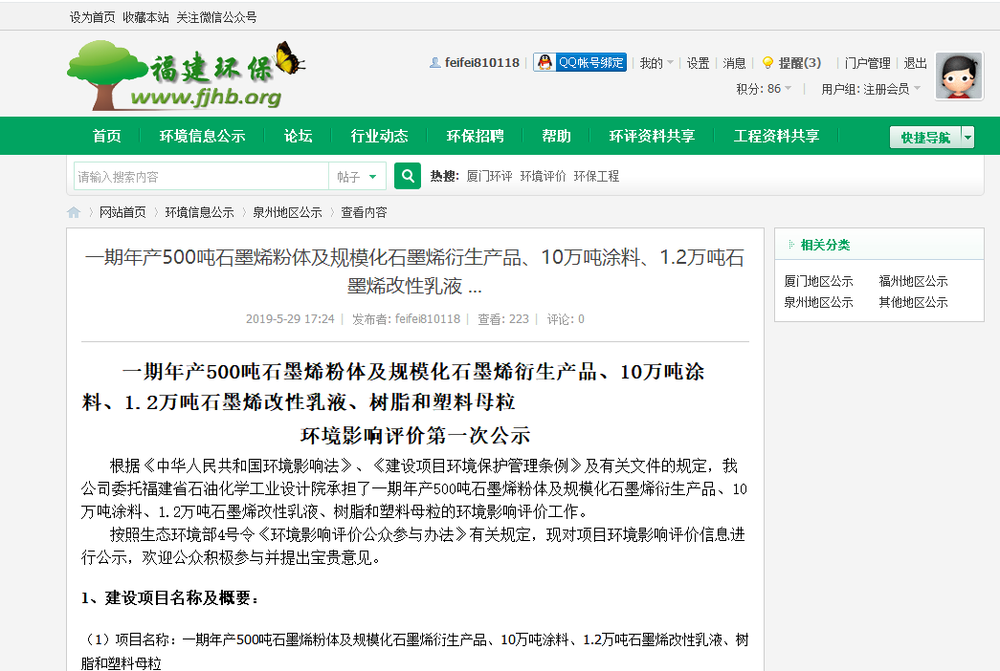 设为首页 收藏本站 关注微信公众号
福建环保
www.fjhb.org
feifei810118 | QQ帐号绑定 | 我的 | 设置 | 消息 | 提醒(3) | 门户管理 | 退出
积分: 86 | 用户组: 注册会员
首页 环境信息公示 论坛 行业动态 环保招聘 帮助 环评资料共享 工程资料共享 快捷导航
请输入搜索内容 帖子 热搜: 厦门环评 环境评价 环保工程
网站首页 环境信息公示 泉州地区公示 查看内容
一期年产500吨石墨烯粉体及规模化石墨烯衍生产品、10万吨涂料、1.2万吨石
墨烯改性乳液 ...
2019-5-29 17:24 | 发布者: feifei810118 | 查看: 223 | 评论: 0
一期年产500吨石墨烯粉体及规模化石墨烯衍生产品、10万吨涂
料、1.2万吨石墨烯改性乳液、树脂和塑料母粒
环境影响评价第一次公示
根据《中华人民共和国环境影响法》、《建设项目环境保护管理条例》及有关文件的规定，我
公司委托福建省石油化学工业设计院承担了一期年产500吨石墨烯粉体及规模化石墨烯衍生产品、10
万吨涂料、1.2万吨石墨烯改性乳液、树脂和塑料母粒的环境影响评价工作。
按照生态环境部4号令《环境影响评价公众参与办法》有关规定，现对项目环境影响评价信息进
行公示，欢迎公众积极参与并提出宝贵意见。
1、建设项目名称及概要：
（1）项目名称：一期年产500吨石墨烯粉体及规模化石墨烯衍生产品、10万吨涂料、1.2万吨石墨烯改性乳液、树
脂和塑料母粒
相关分类
厦门地区公示 福州地区公示
泉州地区公示 其他地区公示